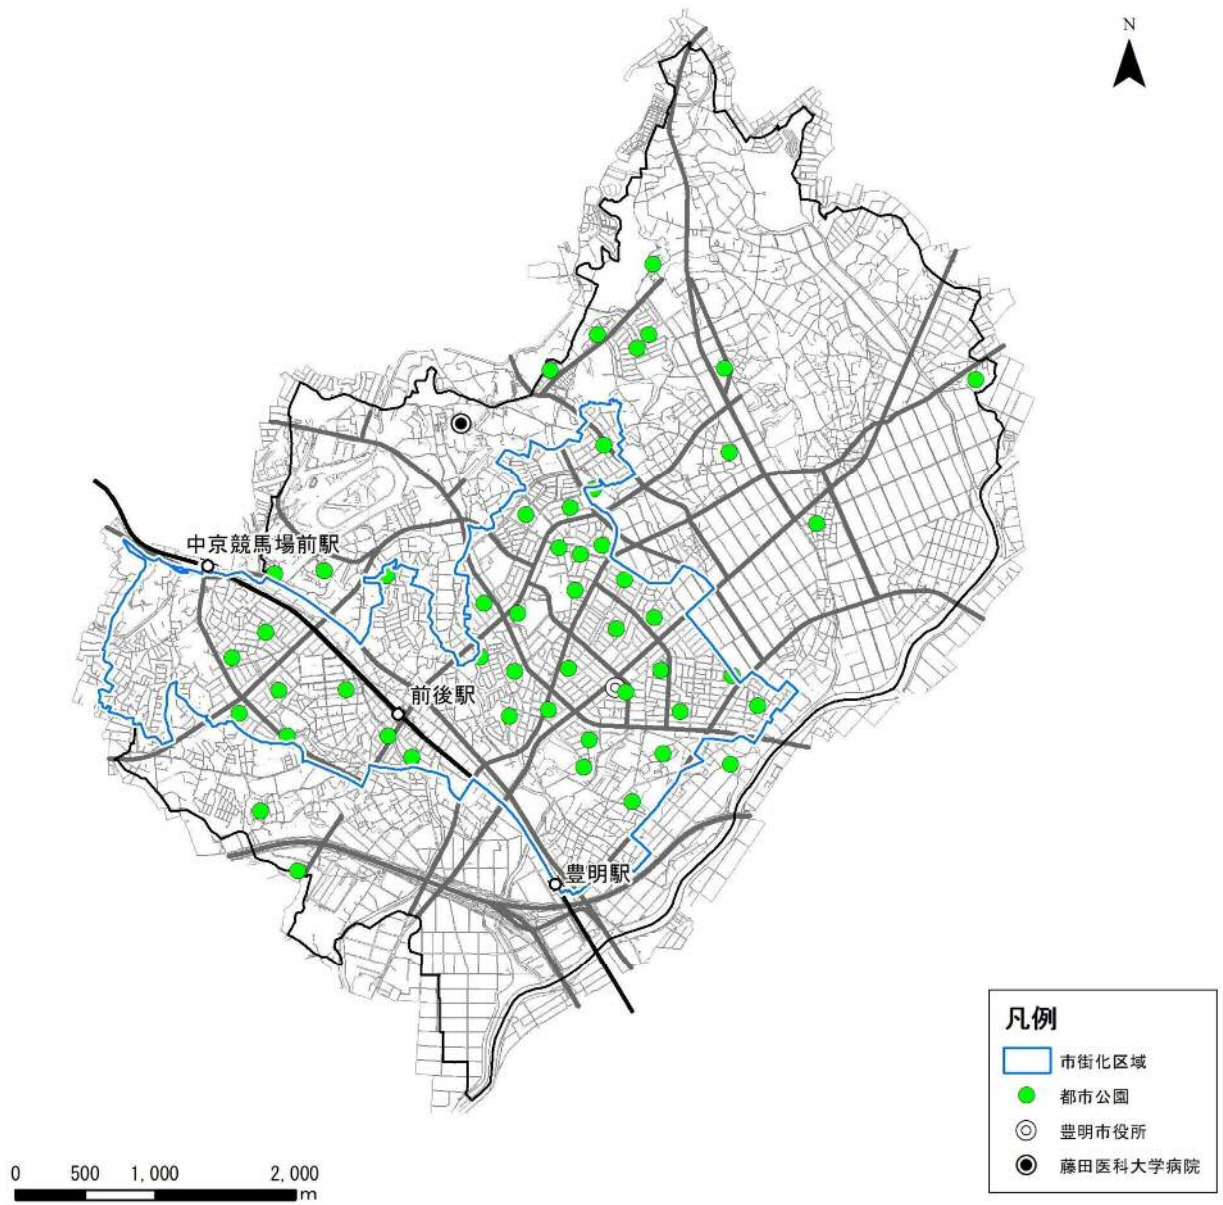 N
中京競馬場前駅
前後駅
豊明駅
凡例
市街化区域
都市公園
豊明市役所
藤田医科大学病院
0 500 1,000 2,000
m